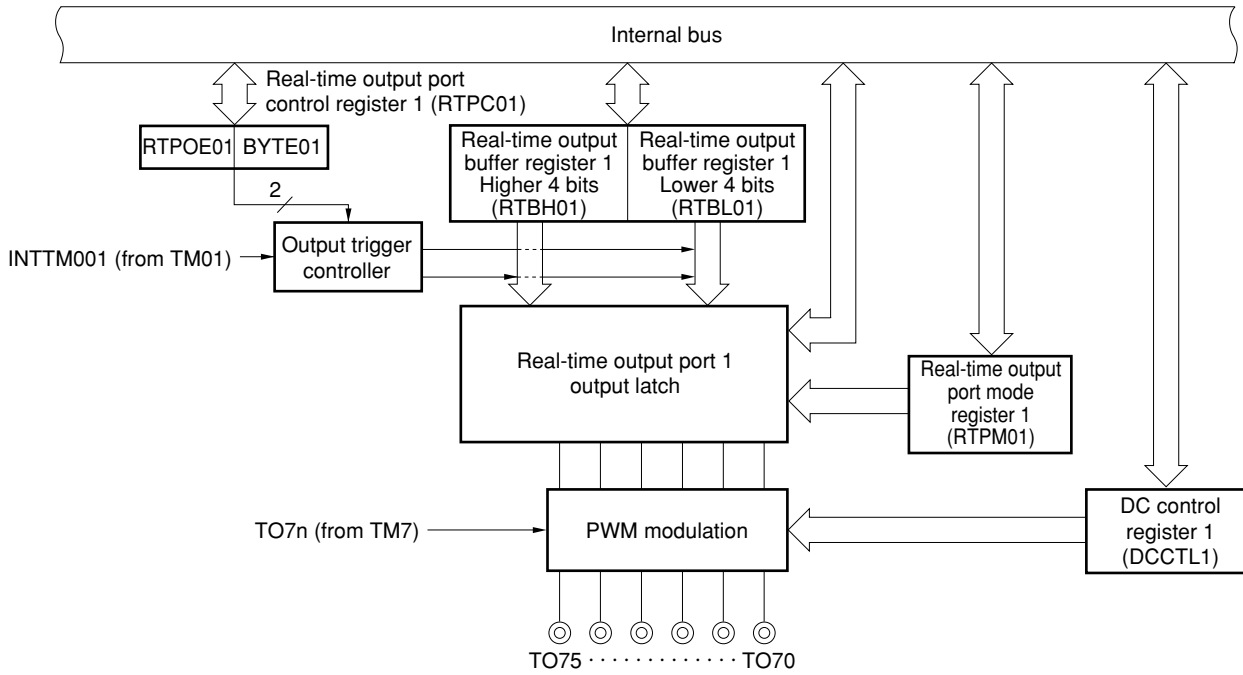 Internal bus
Real-time output port
control register 1 (RTPC01)
RTPOE01 BYTE01
Real-time output
buffer register 1
Higher 4 bits
(RTBH01)
Real-time output
buffer register 1
Lower 4 bits
(RTBL01)
2
INTTM001 (from TM01)
Output trigger
controller
Real-time output port 1
output latch
Real-time output
port mode
register 1
(RTPM01)
TO7n (from TM7)
PWM modulation
DC control
register 1
(DCCTL1)
TO75 · · · · · · · · · · · · TO70